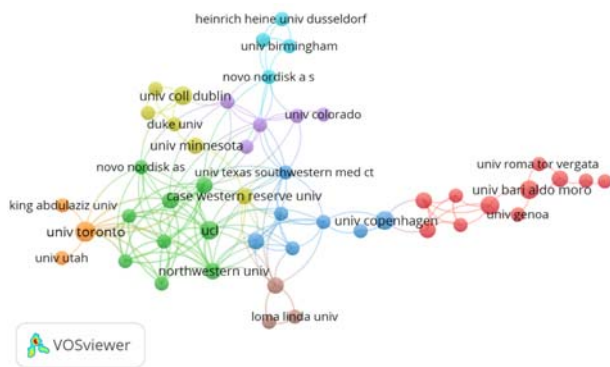 heinrich heine univ dusseldorf
univ birmingham
novo nordisk a s
univ coll dublin
univ colorado
duke univ
univ minnesota
novo nordisk as
univ texas southwestern med ct
univ roma tor vergata
king abdulaziz univ
case western reserve univ
univ bari aldo moro
univ copenhagen
univ genoa
univ toronto
ucl
univ utah
northwestern univ
loma linda univ
VOSviewer